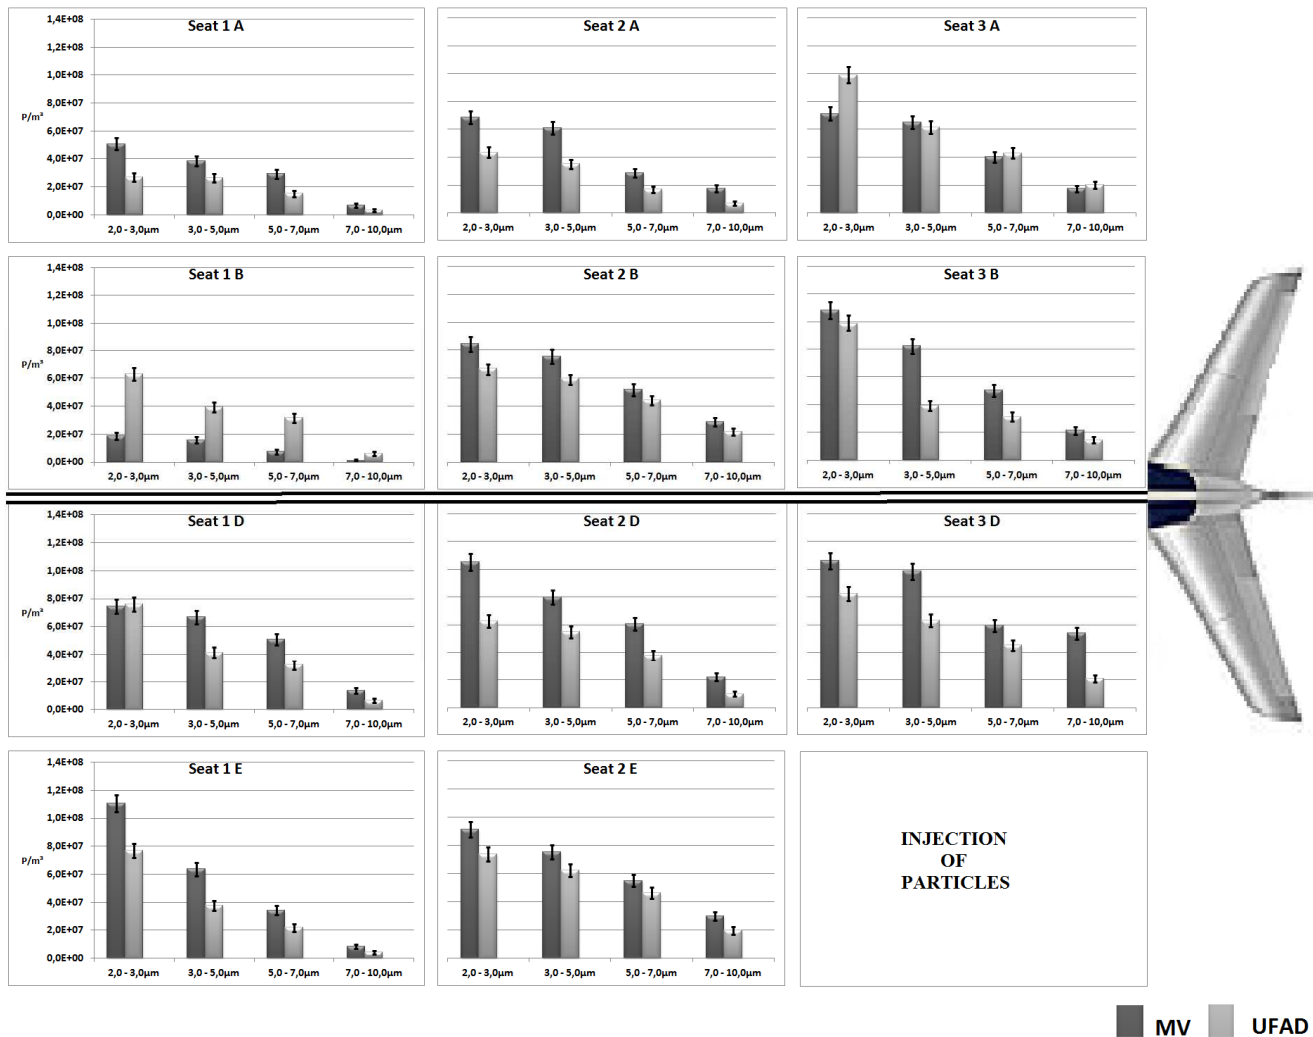 Seat 1 A
1,4E+08
1,2E+08
1,0E+08
8,0E+07
P/m³
6,0E+07
4,0E+07
2,0E+07
0,0E+00
2,0 - 3,0µm 3,0 - 5,0µm 5,0 - 7,0µm 7,0 - 10,0µm
Seat 2 A
2,0 - 3,0µm 3,0 - 5,0µm 5,0 - 7,0µm 7,0 - 10,0µm
Seat 3 A
2,0 - 3,0µm 3,0 - 5,0µm 5,0 - 7,0µm 7,0 - 10,0µm
Seat 1 B
1,4E+08
1,2E+08
1,0E+08
8,0E+07
P/m³
6,0E+07
4,0E+07
2,0E+07
0,0E+00
2,0 - 3,0µm 3,0 - 5,0µm 5,0 - 7,0µm 7,0 - 10,0µm
Seat 2 B
2,0 - 3,0µm 3,0 - 5,0µm 5,0 - 7,0µm 7,0 - 10,0µm
Seat 3 B
2,0 - 3,0µm 3,0 - 5,0µm 5,0 - 7,0µm 7,0 - 10,0µm
Seat 1 D
1,4E+08
1,2E+08
1,0E+08
8,0E+07
P/m³
6,0E+07
4,0E+07
2,0E+07
0,0E+00
2,0 - 3,0µm 3,0 - 5,0µm 5,0 - 7,0µm 7,0 - 10,0µm
Seat 2 D
2,0 - 3,0µm 3,0 - 5,0µm 5,0 - 7,0µm 7,0 - 10,0µm
Seat 3 D
2,0 - 3,0µm 3,0 - 5,0µm 5,0 - 7,0µm 7,0 - 10,0µm
Seat 1 E
1,4E+08
1,2E+08
1,0E+08
8,0E+07
P/m³
6,0E+07
4,0E+07
2,0E+07
0,0E+00
2,0 - 3,0µm 3,0 - 5,0µm 5,0 - 7,0µm 7,0 - 10,0µm
Seat 2 E
2,0 - 3,0µm 3,0 - 5,0µm 5,0 - 7,0µm 7,0 - 10,0µm
INJECTION
OF
PARTICLES
MV UFAD